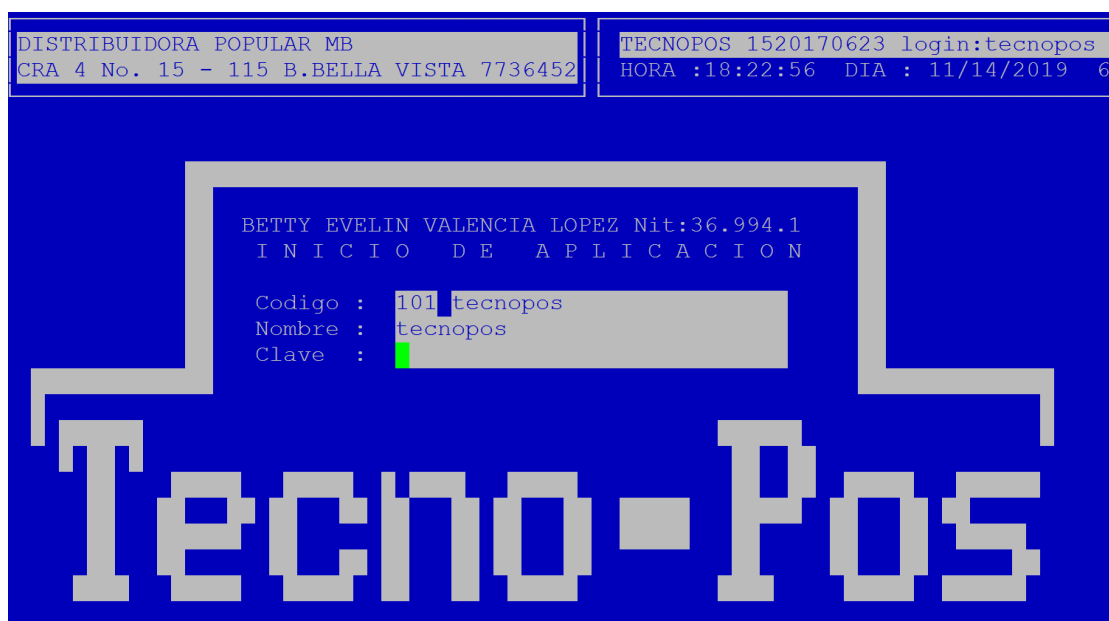 DISTRIBUIDORA POPULAR MB
CRA 4 No. 15 - 115 B.BELLA VISTA 7736452
TECNOPOS 1520170623 login:tecnopos
HORA :18:22:56 DIA : 11/14/2019 6
BETTY EVELIN VALENCIA LOPEZ Nit:36.994.1
I N I C I O D E A P L I C A C I O N
Codigo : 101 tecnopos
Nombre : tecnopos
Clave :
Tecno-Pos